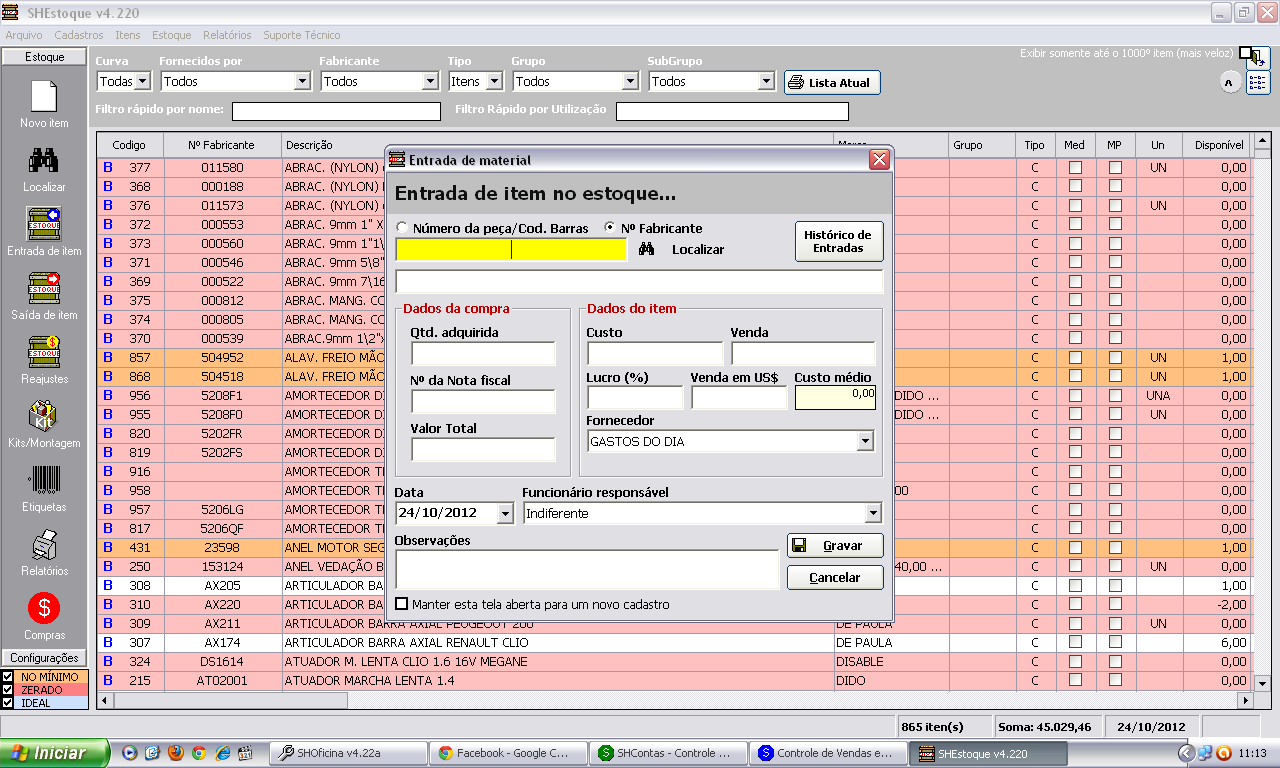 SHEstoque v4.220
Arquivo Cadastros Itens Estoque Relatórios Suporte Técnico
Estoque
Novo item
Localizar
ESTOQUE
Entrada de item
ESTOQUE
Saída de item
ESTOQUE
Reajustes
Kit
Kits/Montagem
Etiquetas
Relatórios
$
Compras
Configurações
NO MÍNIMO
ZERADO
IDEAL
Curva Fornecidos por Fabricante Tipo Grupo SubGrupo
Todas Todos Todos Itens Todos Todos Lista Atual
Exibir somente até o 1000º item (mais veloz)
A
Filtro rápido por nome: Filtro Rápido por Utilização
Codigo Nº Fabricante Descrição Grupo Tipo Med MP Un Disponível
B 377 011580 ABRAC. (NYLON) C UN 0,00
B 368 000188 ABRAC. (NYLON) C 0,00
B 376 011573 ABRAC. (NYLON) C UN 0,00
B 372 000553 ABRAC. 9mm 1" C 0,00
B 373 000560 ABRAC. 9mm 1"1\ C 0,00
B 371 000546 ABRAC. 9mm 5\8" C 0,00
B 369 000522 ABRAC. 9mm 7\16 C 0,00
B 375 000812 ABRAC. MANG. CO C 0,00
B 374 000805 ABRAC. MANG. CO C 0,00
B 370 000539 ABRAC.9mm 1\2" C 0,00
B 857 504952 ALAV. FREIO MÃO C UN 1,00
B 868 504518 ALAV. FREIO MÃO C UN 1,00
B 956 5208F1 AMORTECEDOR DI DIDO ... C UNA 0,00
B 955 5208F0 AMORTECEDOR DI DIDO ... C UN 0,00
B 820 5202FR AMORTECEDOR DI C 0,00
B 819 5202FS AMORTECEDOR DI C 0,00
B 916 AMORTECEDOR C 0,00
B 958 AMORTECEDOR 00 C 0,00
B 957 5206LG AMORTECEDOR C 0,00
B 817 5206QF AMORTECEDOR C 0,00
B 431 23598 ANEL MOTOR SEG C 1,00
B 250 153124 ANEL VEDAÇÃO B 40,00 ... C UN 0,00
B 308 AX205 ARTICULADOR BA C 1,00
B 310 AX220 ARTICULADOR BA C -2,00
B 309 AX211 ARTICULADOR BARRA AXIAL PEUGEOUT 206 DE PAULA C UN 0,00
B 307 AX174 ARTICULADOR BARRA AXIAL RENAULT CLIO DE PAULA C 6,00
B 324 DS1614 ATUADOR M. LENTA CLIO 1.6 16V MEGANE DISABLE C 0,00
B 215 AT02001 ATUADOR MARCHA LENTA 1.4 DIDO C 0,00
Entrada de material
Entrada de item no estoque...
Número da peça/Cod. Barras Nº Fabricante
Localizar
Histórico de
Entradas
Dados da compra
Qtd. adquirida
Nº da Nota fiscal
Valor Total
Dados do item
Custo Venda
Lucro (%) Venda em US$ Custo médio
0,00
Fornecedor
GASTOS DO DIA
Data Funcionário responsável
24/10/2012 Indiferente
Observações
Gravar
Cancelar
Manter esta tela aberta para um novo cadastro
865 iten(s) Soma: 45.029,46 24/10/2012
Iniciar SHOficina v4.22a Facebook - Google C... SHContas - Controle ... Controle de Vendas e... SHEstoque v4.220 11:13